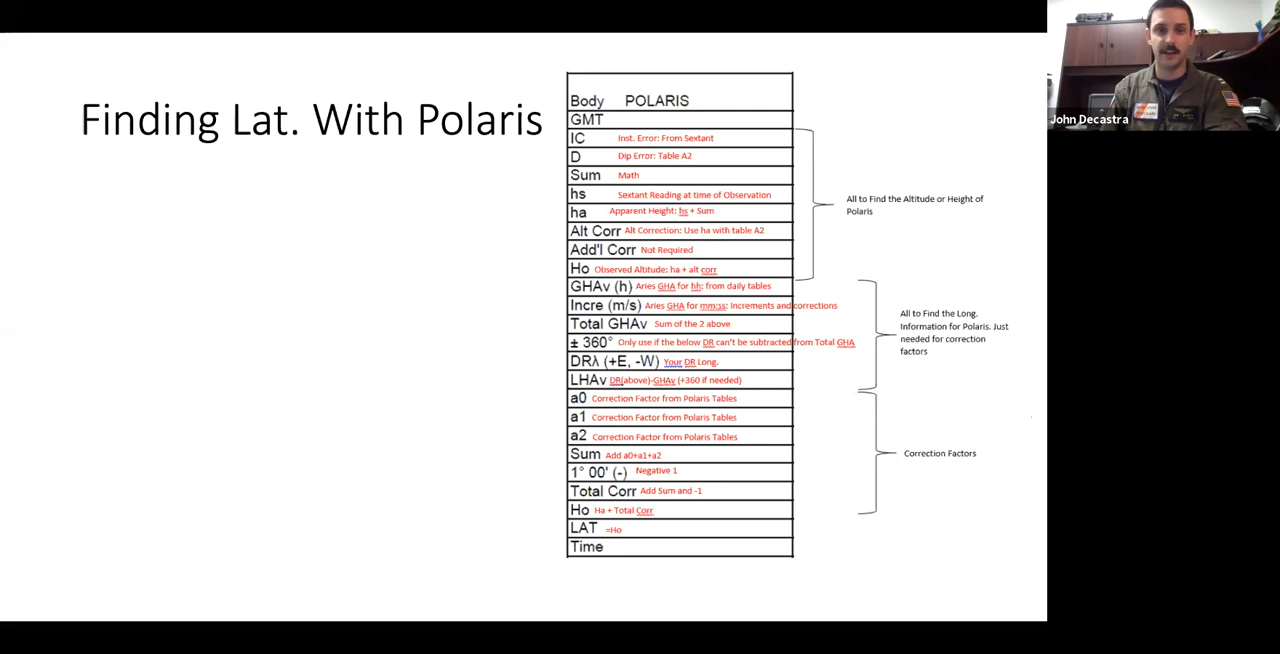 Finding Lat. With Polaris
Body POLARIS
GMT
IC Inst. Error: From Sextant
D Dip Error: Table A2
Sum Math
hs Sextant Reading at time of Observation
ha Apparent Height: hs + Sum
Alt Corr Alt Correction: Use ha with table A2
Add'l Corr Not Required
Ho Observed Altitude: ha + alt corr
GHAv (h) Aries GHA for hh: from daily tables
Incre (m/s) Aries GHA for mm:ss: Increments and corrections
Total GHAv Sum of the 2 above
± 360° Only use if the below DR can't be subtracted from Total GHA
DRλ (+E, -W) Your DR Long.
LHAv DR(above)-GHAv (+360 if needed)
a0 Correction Factor from Polaris Tables
a1 Correction Factor from Polaris Tables
a2 Correction Factor from Polaris Tables
Sum Add a0+a1+a2
1° 00' (-) Negative 1
Total Corr Add Sum and -1
Ho Ha + Total Corr
LAT =Ho
Time
All to Find the Altitude or Height of
Polaris
All to Find the Long.
Information for Polaris. Just
needed for correction
factors
Correction Factors
John Decastra